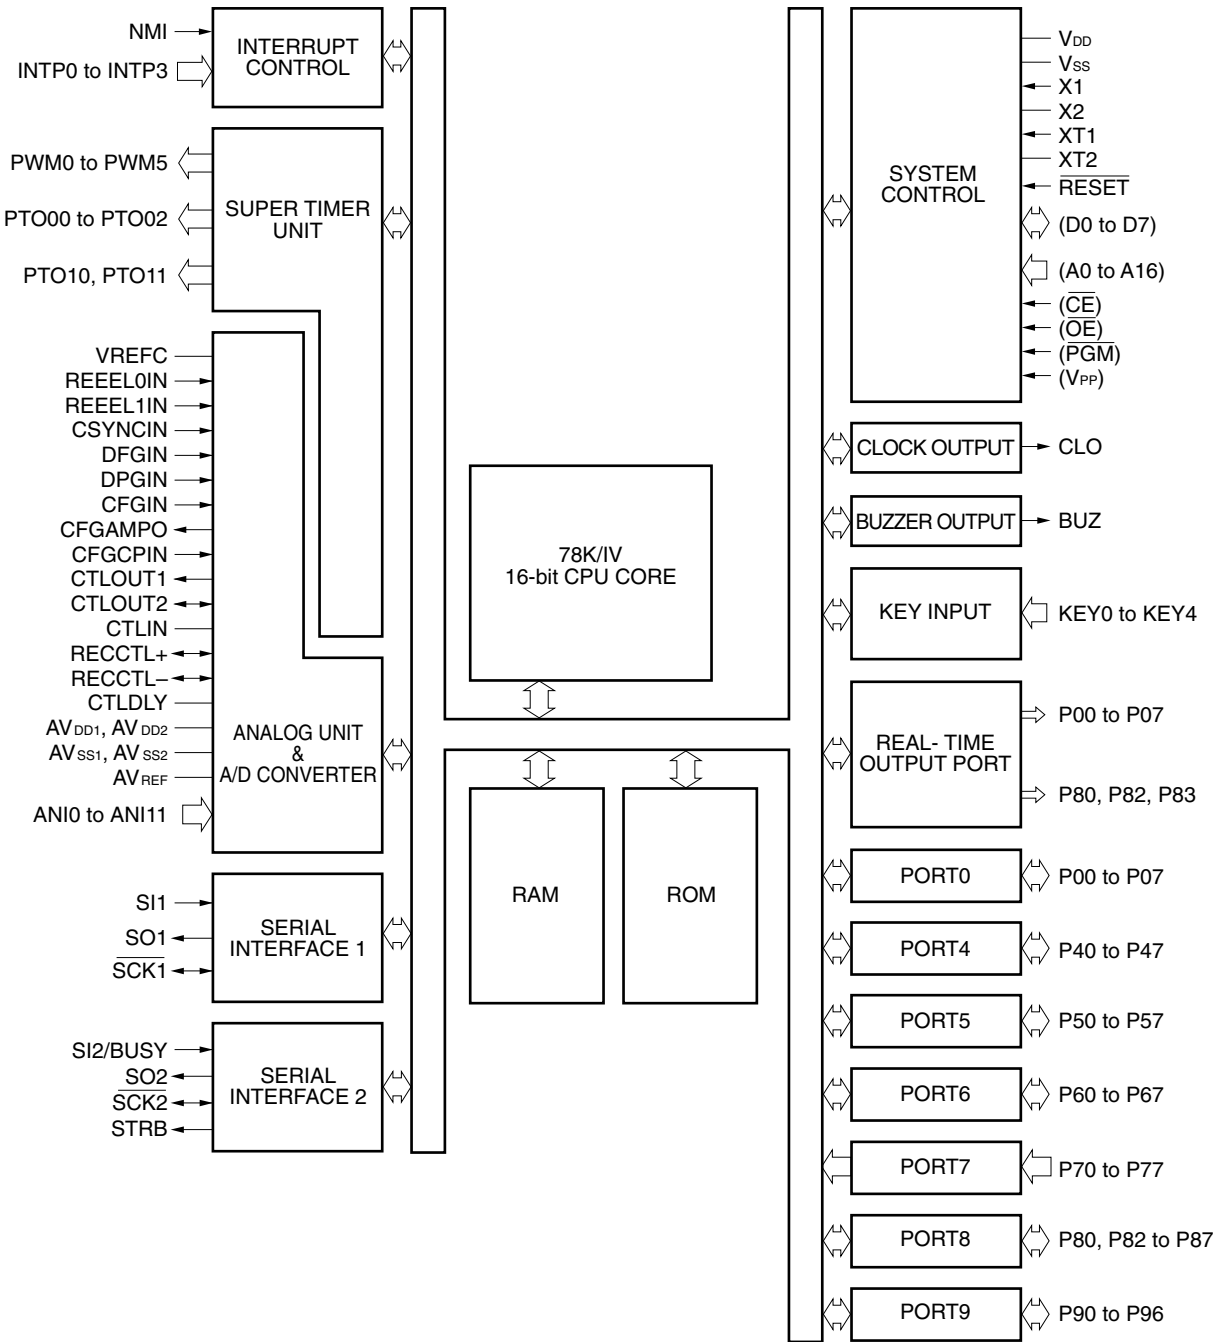 NMI
INTP0 to INTP3
INTERRUPT
CONTROL
PWM0 to PWM5
PTO00 to PTO02
PTO10, PTO11
SUPER TIMER
UNIT
VREFC
REEEL0IN
REEEL1IN
CSYNCIN
DFGIN
DPGIN
CFGIN
CFGAMPO
CFGCPIN
CTLOUT1
CTLOUT2
CTLIN
RECCTL+
RECCTL–
CTLDLY
AVDD1, AVDD2
AVSS1, AVSS2
AVREF
ANI0 to ANI11
ANALOG UNIT
&
A/D CONVERTER
SI1
SO1
S̅C̅K̅1̅
SERIAL
INTERFACE 1
SI2/BUSY
SO2
S̅C̅K̅2̅
STRB
SERIAL
INTERFACE 2
78K/IV
16-bit CPU CORE
RAM
ROM
SYSTEM
CONTROL
VDD
VSS
X1
X2
XT1
XT2
R̅E̅S̅E̅T̅
(D0 to D7)
(A0 to A16)
(C̅E̅)
(O̅E̅)
(P̅G̅M̅)
(VPP)
CLOCK OUTPUT
CLO
BUZZER OUTPUT
BUZ
KEY INPUT
KEY0 to KEY4
REAL- TIME
OUTPUT PORT
P00 to P07
P80, P82, P83
PORT0
P00 to P07
PORT4
P40 to P47
PORT5
P50 to P57
PORT6
P60 to P67
PORT7
P70 to P77
PORT8
P80, P82 to P87
PORT9
P90 to P96